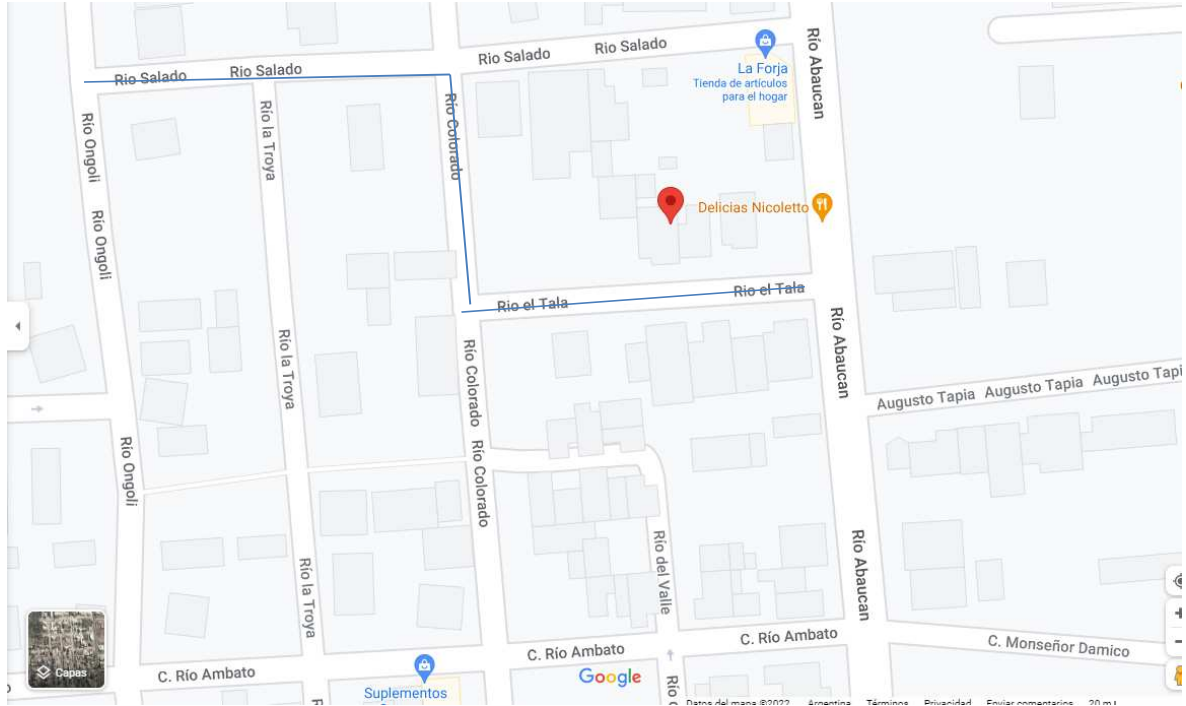 Rio Salado
Rio Salado
Rio Salado
Rio Salado
La Forja
Tienda de artículos
para el hogar
Río Abaucan
Río Ongoli
Río la Troya
Río Colorado
Delicias Nicoletto
Río Ongoli
Rio el Tala
Rio el Tala
Río la Troya
Río Colorado
Río Abaucan
Augusto Tapia
Augusto Tapia
Augusto Tapi
Río Ongoli
Río Colorado
Río la Troya
Río del Valle
Río Abaucan
C. Río Ambato
C. Río Ambato
C. Río Ambato
C. Monseñor Damico
Capas
Suplementos
Google
Río
Datos del mapa ©2022 Argentina Términos Privacidad Enviar comentarios 20 m